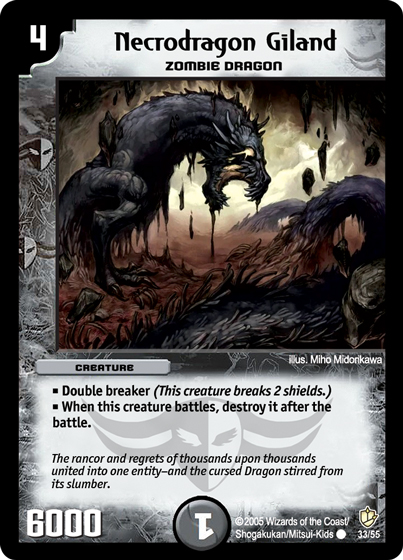 4 Necrodragon Giland
ZOMBIE DRAGON
illus. Miho Midorikawa
CREATURE
▪ Double breaker (This creature breaks 2 shields.)
▪ When this creature battles, destroy it after the
battle.
The rancor and regrets of thousands upon thousands
united into one entity–and the cursed Dragon stirred from
its slumber.
6000
1
©2005 Wizards of the Coast/
Shogakukan/Mitsui-Kids ● 33/55